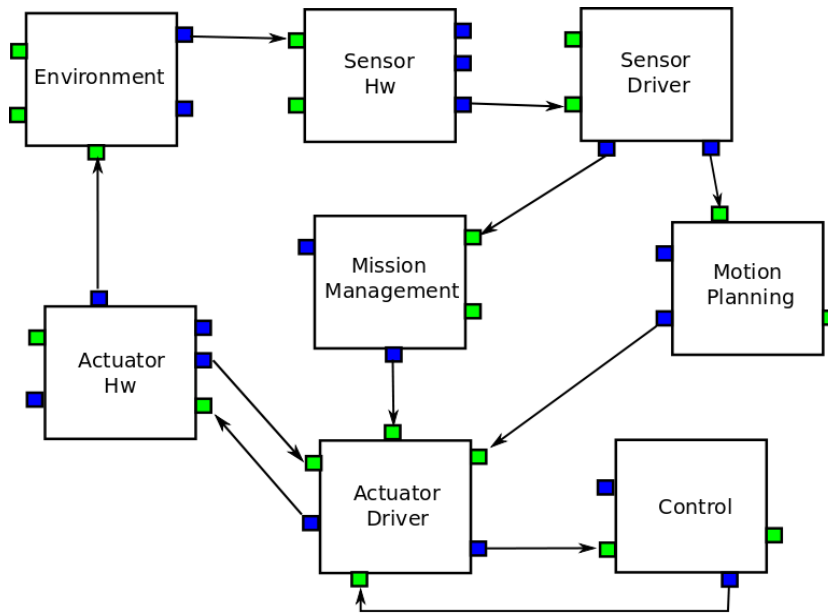 Environment
Sensor
Hw
Sensor
Driver
Mission
Management
Motion
Planning
Actuator
Hw
Actuator
Driver
Control